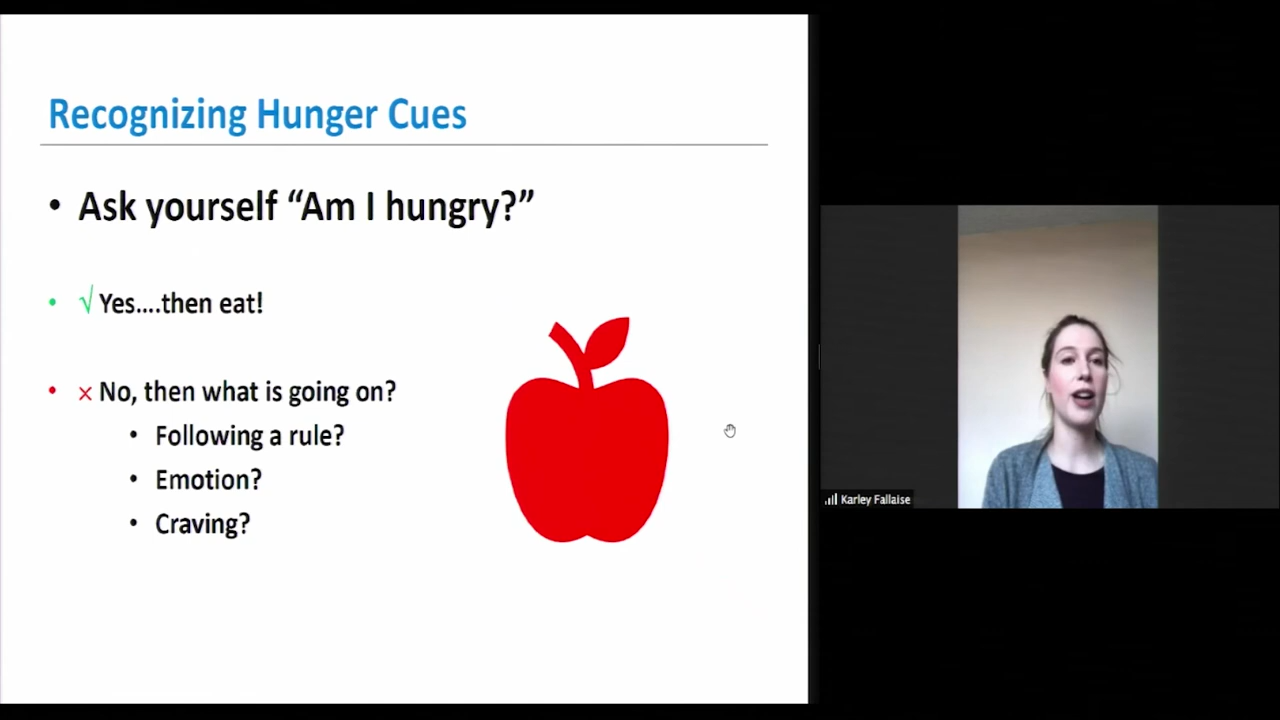 Recognizing Hunger Cues
• Ask yourself “Am I hungry?”
• √ Yes....then eat!
• × No, then what is going on?
• Following a rule?
• Emotion?
• Craving?
Karley Fallaise